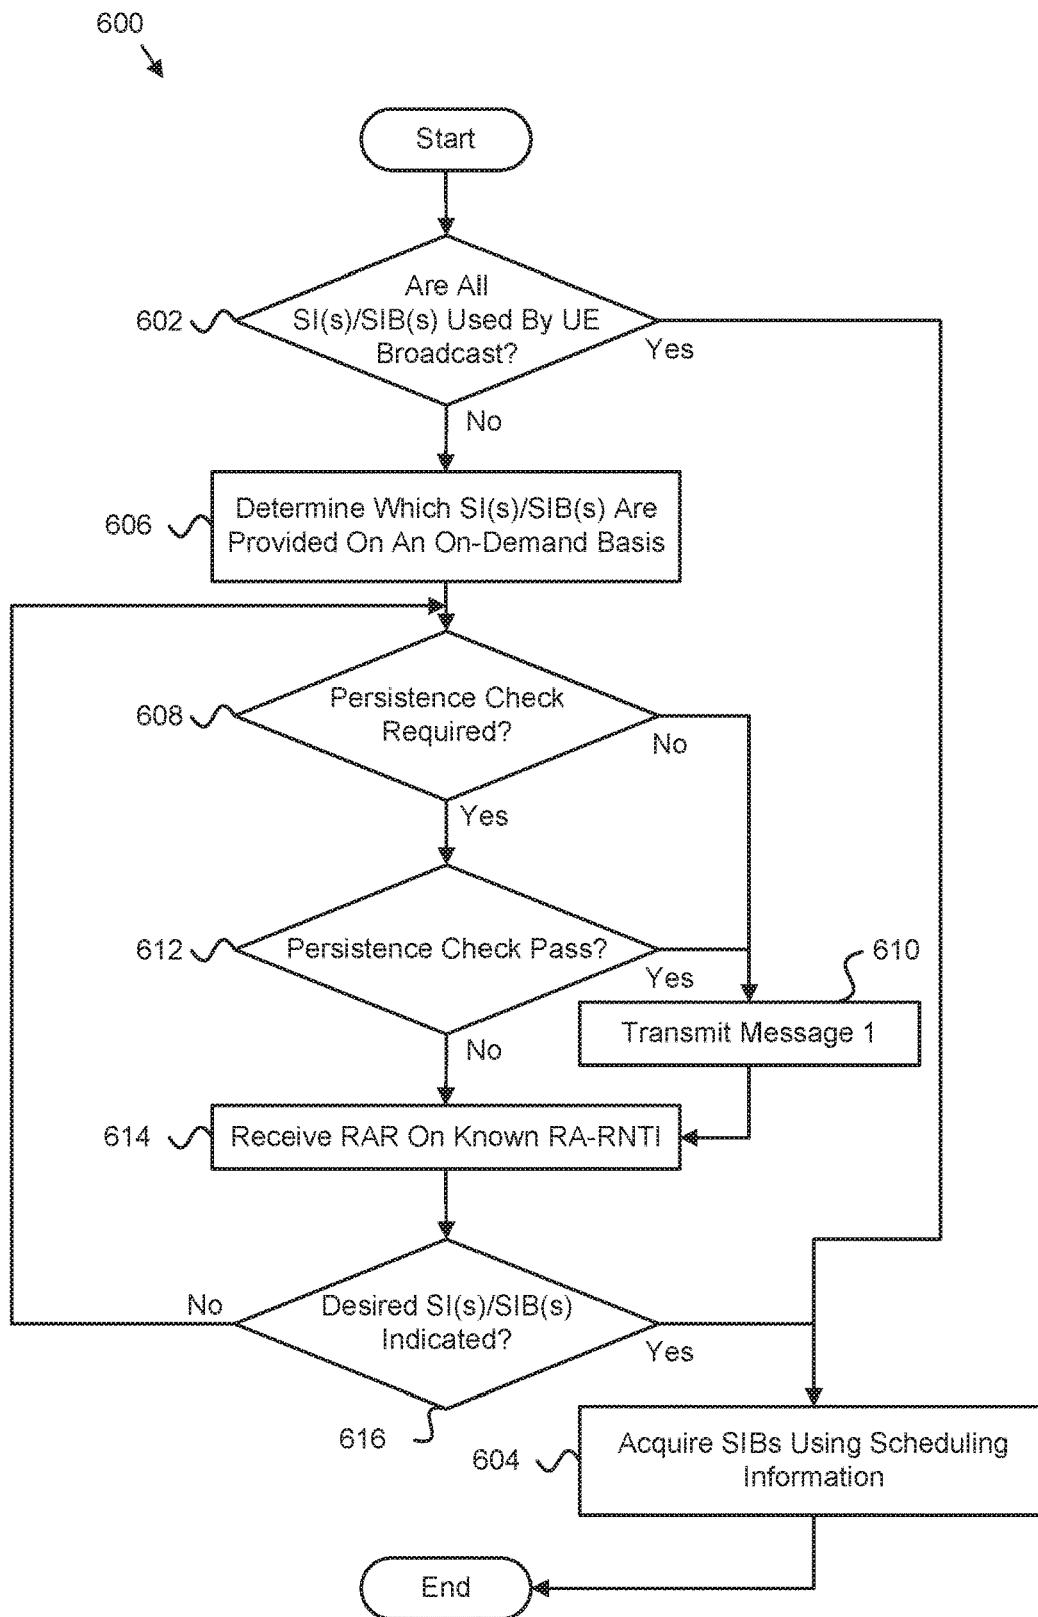 600
Start
Are All
SI(s)/SIB(s) Used By UE
Broadcast?
602
Yes
No
Determine Which SI(s)/SIB(s) Are
Provided On An On-Demand Basis
606
Persistence Check
Required?
608
No
Yes
612
Persistence Check Pass?
Yes
610
Transmit Message 1
No
614
Receive RAR On Known RA-RNTI
No
Desired SI(s)/SIB(s)
Indicated?
Yes
616
604
Acquire SIBs Using Scheduling
Information
End